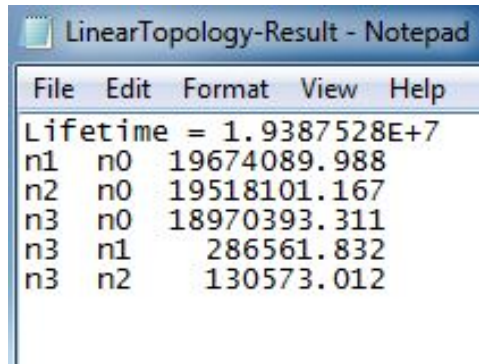 LinearTopology-Result - Notepad
File Edit Format View Help
Lifetime = 1.9387528E+7
n1 n0 19674089.988
n2 n0 19518101.167
n3 n0 18970393.311
n3 n1 286561.832
n3 n2 130573.012